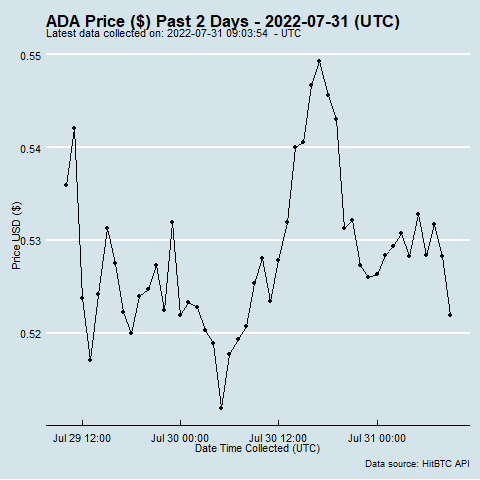 ADA Price ($) Past 2 Days - 2022-07-31 (UTC)
Latest data collected on: 2022-07-31 09:03:54  - UTC
0.55
0.54
0.53
0.52
Price USD ($)
Jul 29 12:00
Jul 30 00:00
Jul 30 12:00
Jul 31 00:00
Date Time Collected (UTC)
Data source: HitBTC API